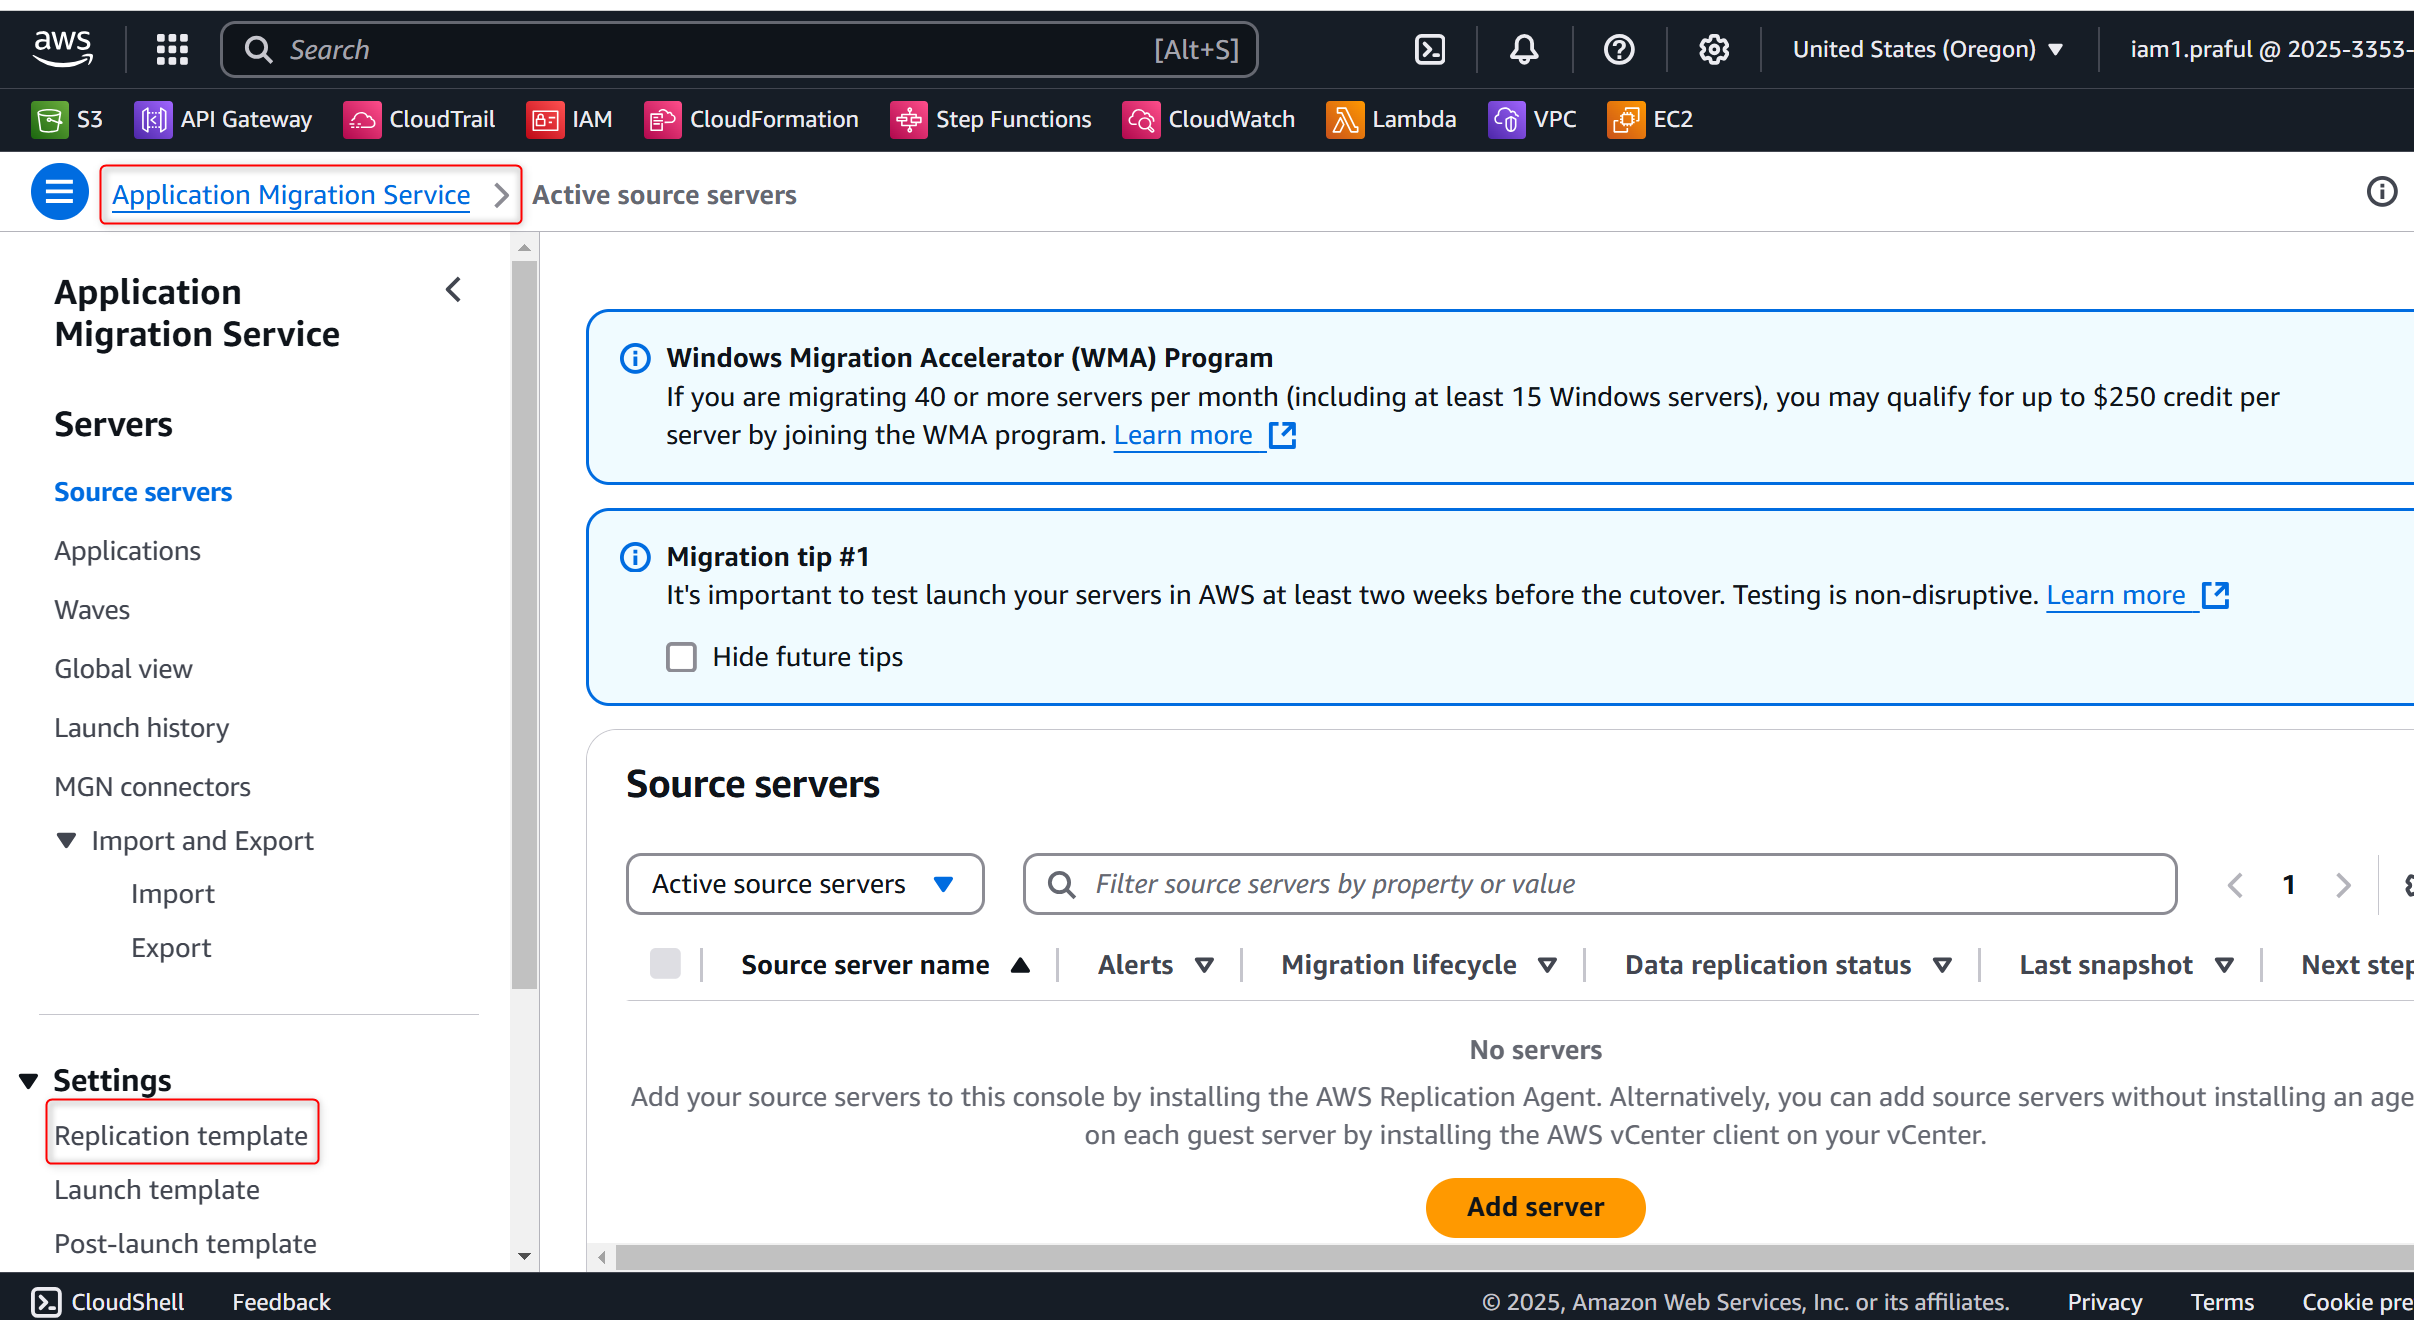 aws
Search [Alt+S] United States (Oregon) iam1.praful @ 2025-3353-
S3 API Gateway CloudTrail IAM CloudFormation Step Functions CloudWatch Lambda VPC EC2
Application Migration Service > Active source servers
Application
Migration Service
Servers
Source servers
Applications
Waves
Global view
Launch history
MGN connectors
Import and Export
Import
Export
Settings
Replication template
Launch template
Post-launch template
Windows Migration Accelerator (WMA) Program
If you are migrating 40 or more servers per month (including at least 15 Windows servers), you may qualify for up to $250 credit per
server by joining the WMA program. Learn more
Migration tip #1
It's important to test launch your servers in AWS at least two weeks before the cutover. Testing is non-disruptive. Learn more
Hide future tips
Source servers
Active source servers Filter source servers by property or value 1
Source server name Alerts Migration lifecycle Data replication status Last snapshot Next step
No servers
Add your source servers to this console by installing the AWS Replication Agent. Alternatively, you can add source servers without installing an age
on each guest server by installing the AWS vCenter client on your vCenter.
Add server
CloudShell Feedback © 2025, Amazon Web Services, Inc. or its affiliates. Privacy Terms Cookie pre